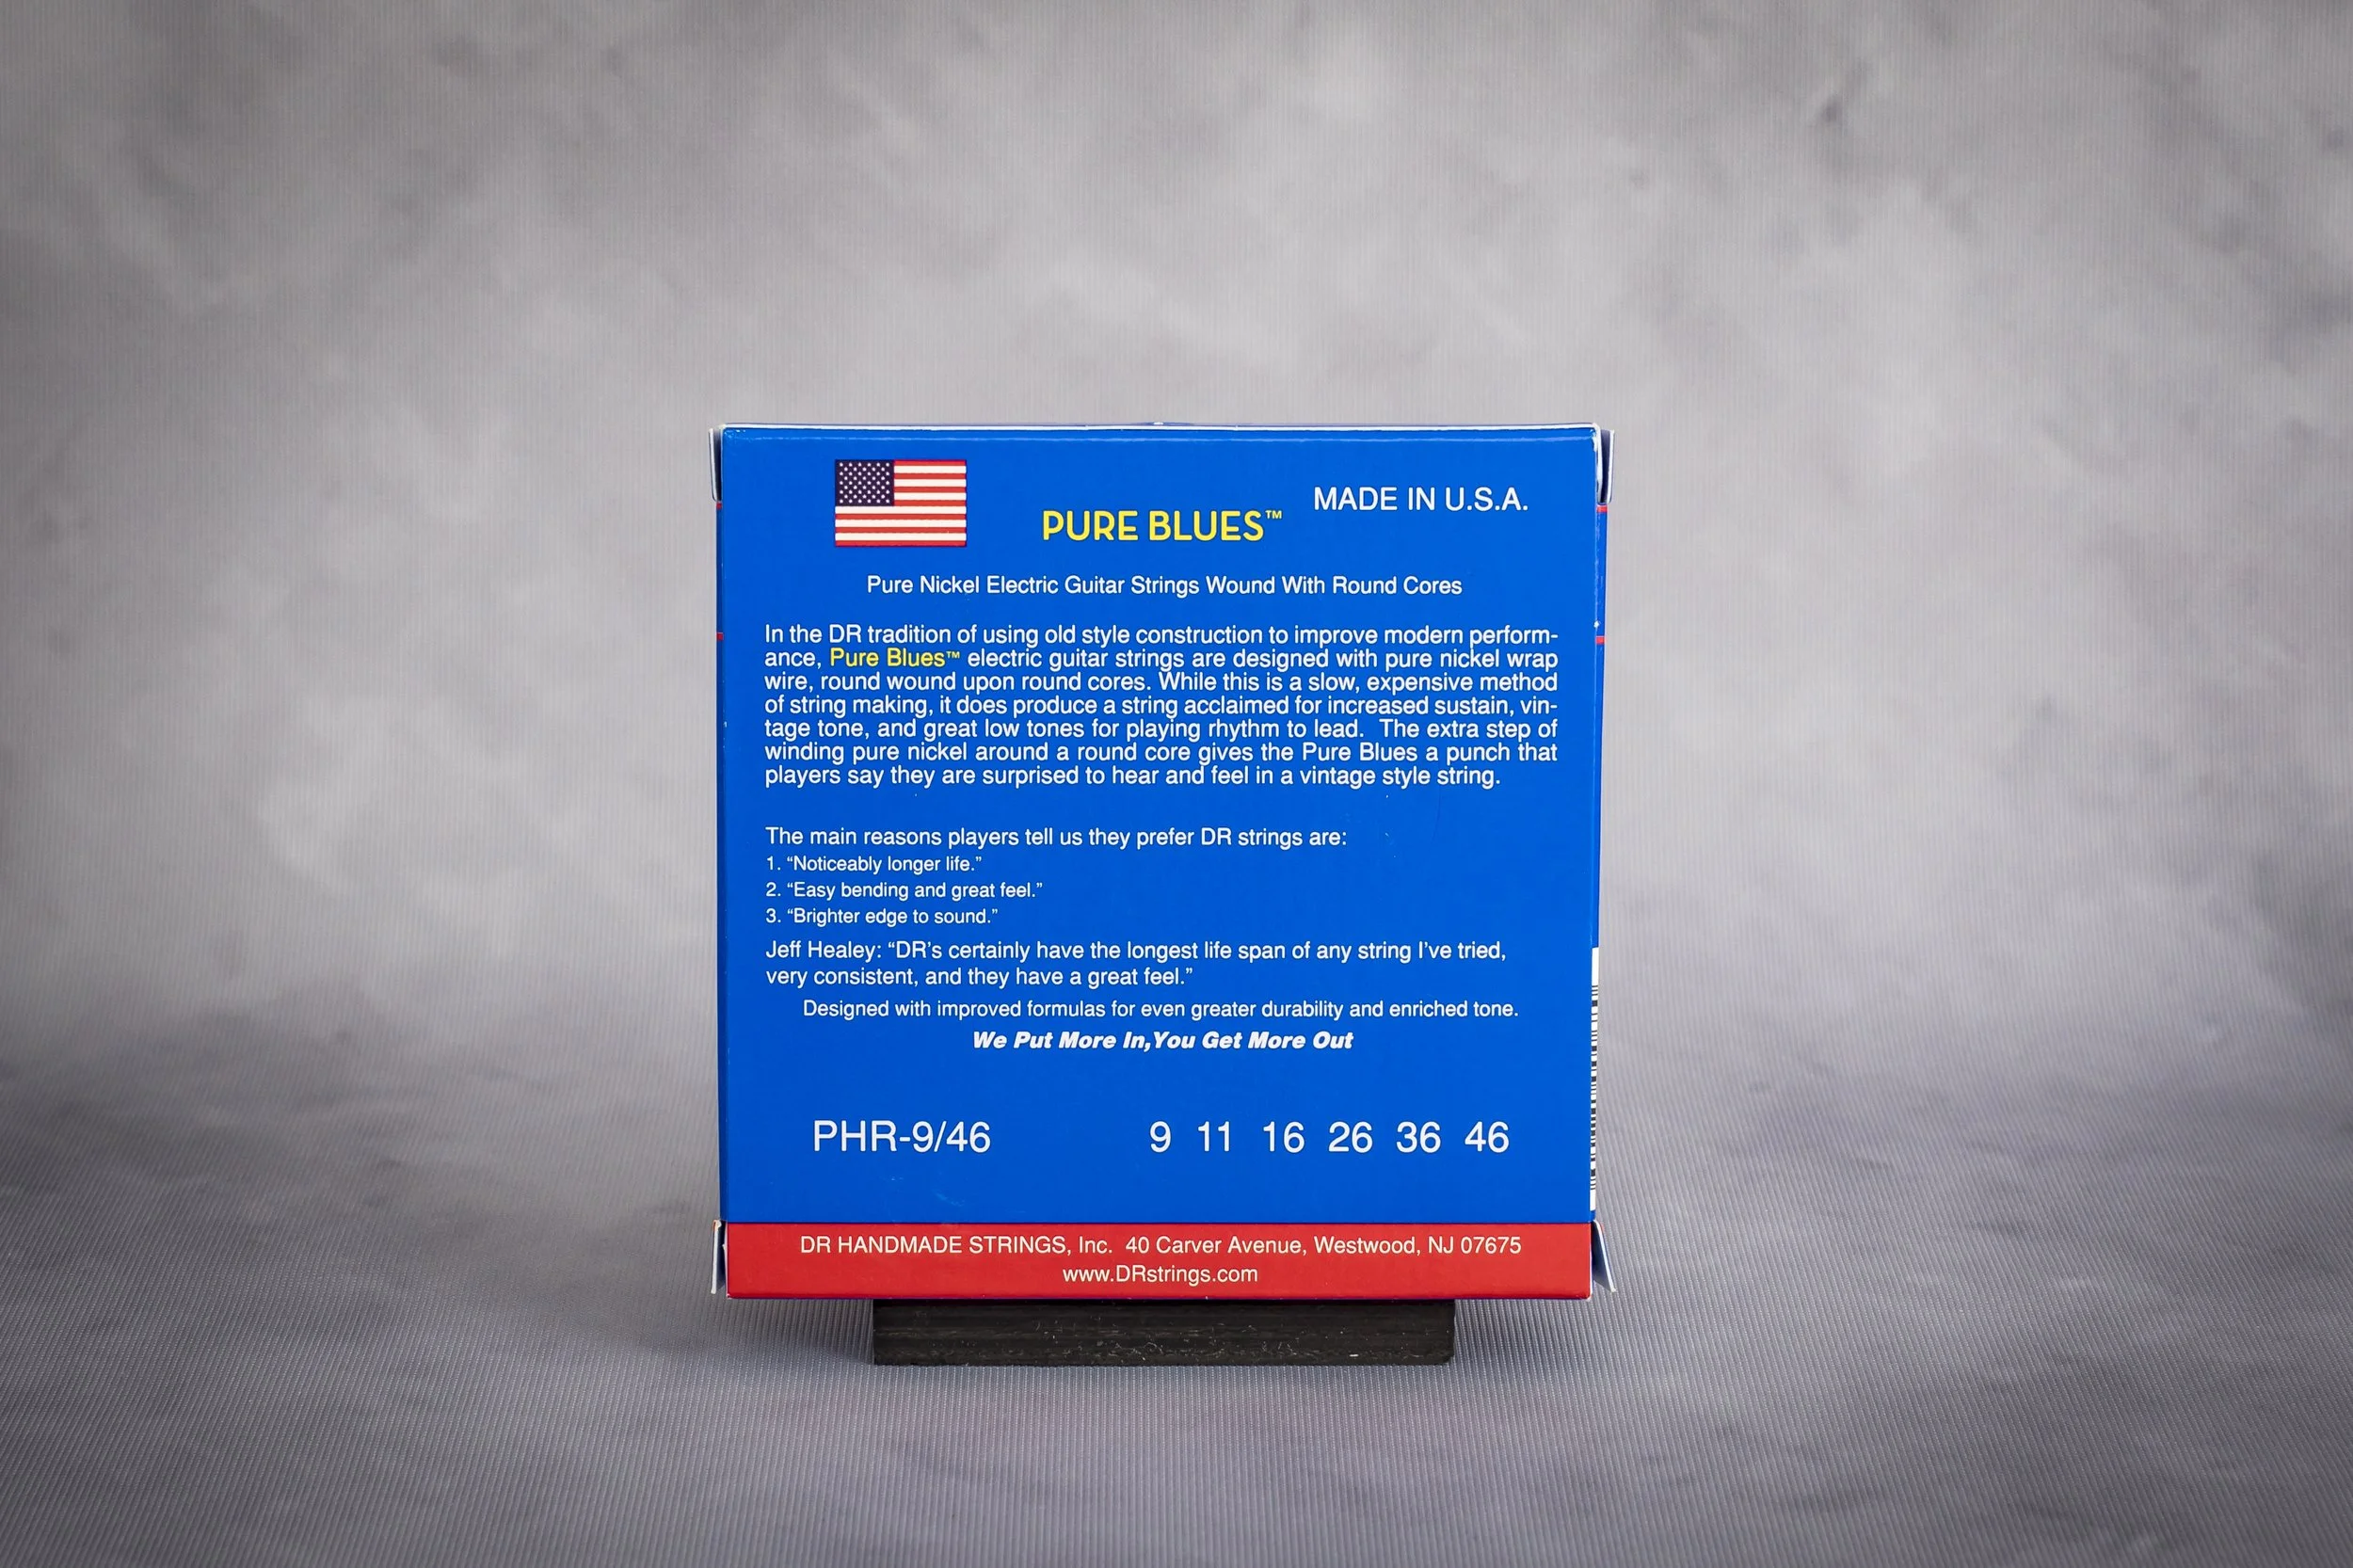 MADE IN U.S.A.
PURE BLUES™
Pure Nickel Electric Guitar Strings Wound With Round Cores
In the DR tradition of using old style construction to improve modern perform-
ance, Pure Blues™ electric guitar strings are designed with pure nickel wrap
wire, round wound upon round cores. While this is a slow, expensive method
of string making, it does produce a string acclaimed for increased sustain, vin-
tage tone, and great low tones for playing rhythm to lead.  The extra step of
winding pure nickel around a round core gives the Pure Blues a punch that
players say they are surprised to hear and feel in a vintage style string.
The main reasons players tell us they prefer DR strings are:
1. “Noticeably longer life.”
2. “Easy bending and great feel.”
3. “Brighter edge to sound.”
Jeff Healey: “DR’s certainly have the longest life span of any string I’ve tried,
very consistent, and they have a great feel.”
Designed with improved formulas for even greater durability and enriched tone.
We Put More In,You Get More Out
PHR-9/46 9 11 16 26 36 46
DR HANDMADE STRINGS, Inc.  40 Carver Avenue, Westwood, NJ 07675
www.DRstrings.com